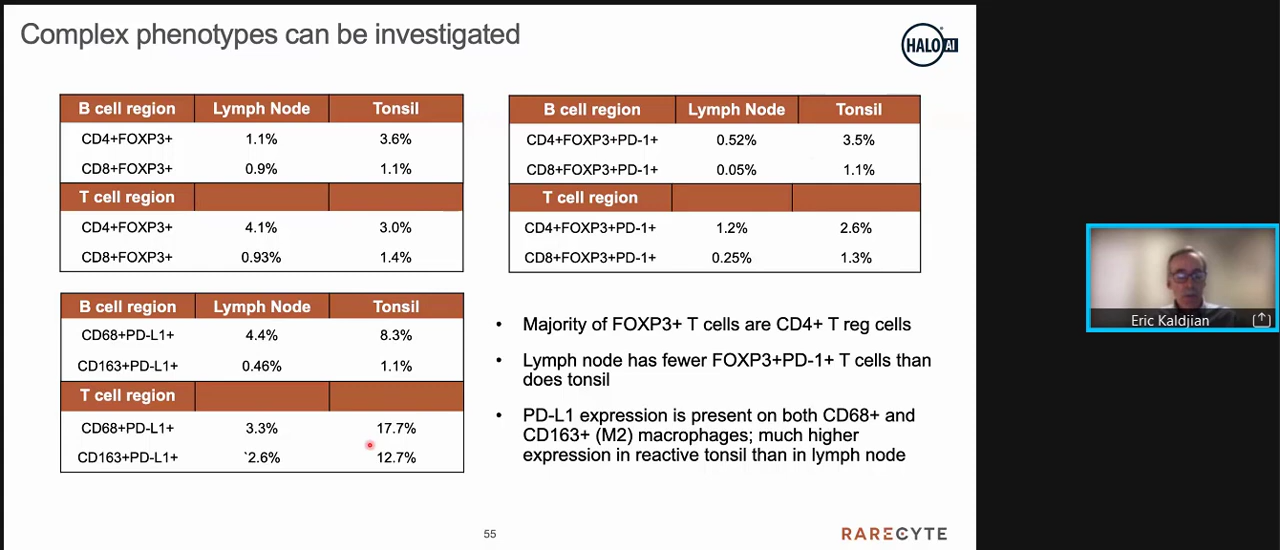 Complex phenotypes can be investigated
HALO AI
B cell region Lymph Node Tonsil
CD4+FOXP3+ 1.1% 3.6%
CD8+FOXP3+ 0.9% 1.1%
T cell region
CD4+FOXP3+ 4.1% 3.0%
CD8+FOXP3+ 0.93% 1.4%
B cell region Lymph Node Tonsil
CD4+FOXP3+PD-1+ 0.52% 3.5%
CD8+FOXP3+PD-1+ 0.05% 1.1%
T cell region
CD4+FOXP3+PD-1+ 1.2% 2.6%
CD8+FOXP3+PD-1+ 0.25% 1.3%
B cell region Lymph Node Tonsil
CD68+PD-L1+ 4.4% 8.3%
CD163+PD-L1+ 0.46% 1.1%
T cell region
CD68+PD-L1+ 3.3% 17.7%
CD163+PD-L1+ `2.6% 12.7%
• Majority of FOXP3+ T cells are CD4+ T reg cells
• Lymph node has fewer FOXP3+PD-1+ T cells than
does tonsil
• PD-L1 expression is present on both CD68+ and
CD163+ (M2) macrophages; much higher
expression in reactive tonsil than in lymph node
Eric Kaldjian
55
RARECYTE